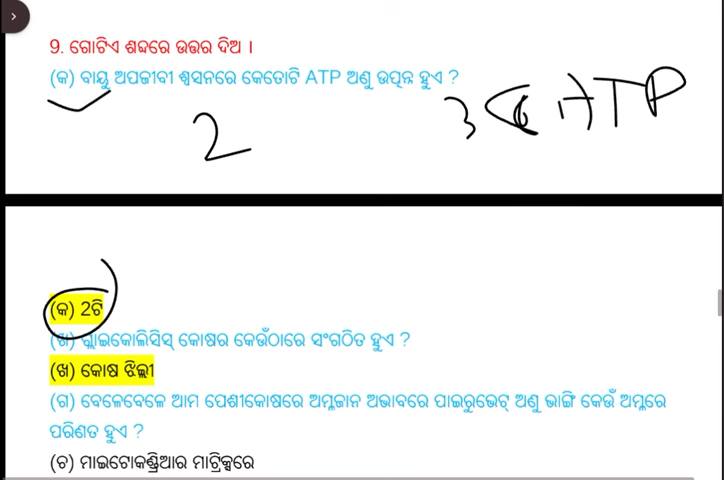 9. ଗୋଟିଏ ଶବ୍ଦରେ ଉତ୍ତର ଦିଅ ।
(କ) ବାୟୁ ଅପଜୀବୀ ଶ୍ୱସନରେ କେତୋଟି ATP ଅଣୁ ଉତ୍ପନ୍ନ ହୁଏ ?
2
ATP
(କ) 2ଟି
(ଖ) ଗ୍ଲାଇକୋଲିସିସ୍ କୋଷର କେଉଁଠାରେ ସଂଗଠିତ ହୁଏ ?
(ଖ) କୋଷ ଝିଲ୍ଲୀ
(ଗ) ବେଳେବେଳେ ଆମ ପେଶୀକୋଷରେ ଅମ୍ଳଜାନ ଅଭାବରେ ପାଇରୁଭେଟ୍ ଅଣୁ ଭାଙ୍ଗି କେଉଁ ଅମ୍ଳରେ
ପରିଣତ ହୁଏ ?
(ଚ) ମାଇଟୋକଣ୍ଡ୍ରିଆର ମାଟ୍ରିକ୍ସରେ